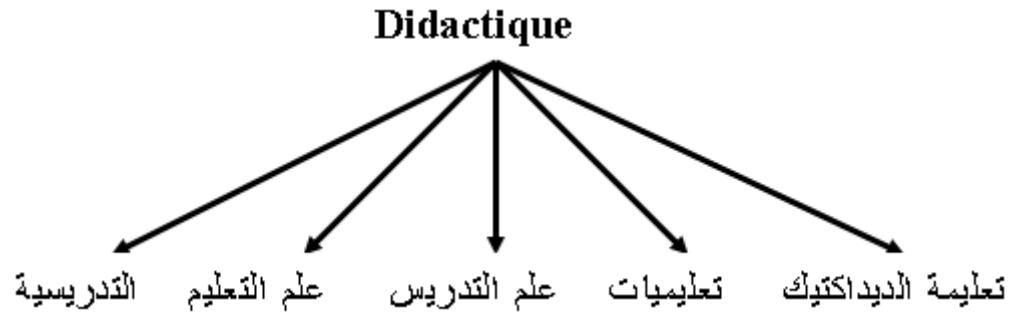 Didactique
تعليمة الديداكتيك
تعليميات
علم التدريس
علم التعليم
التدريسية